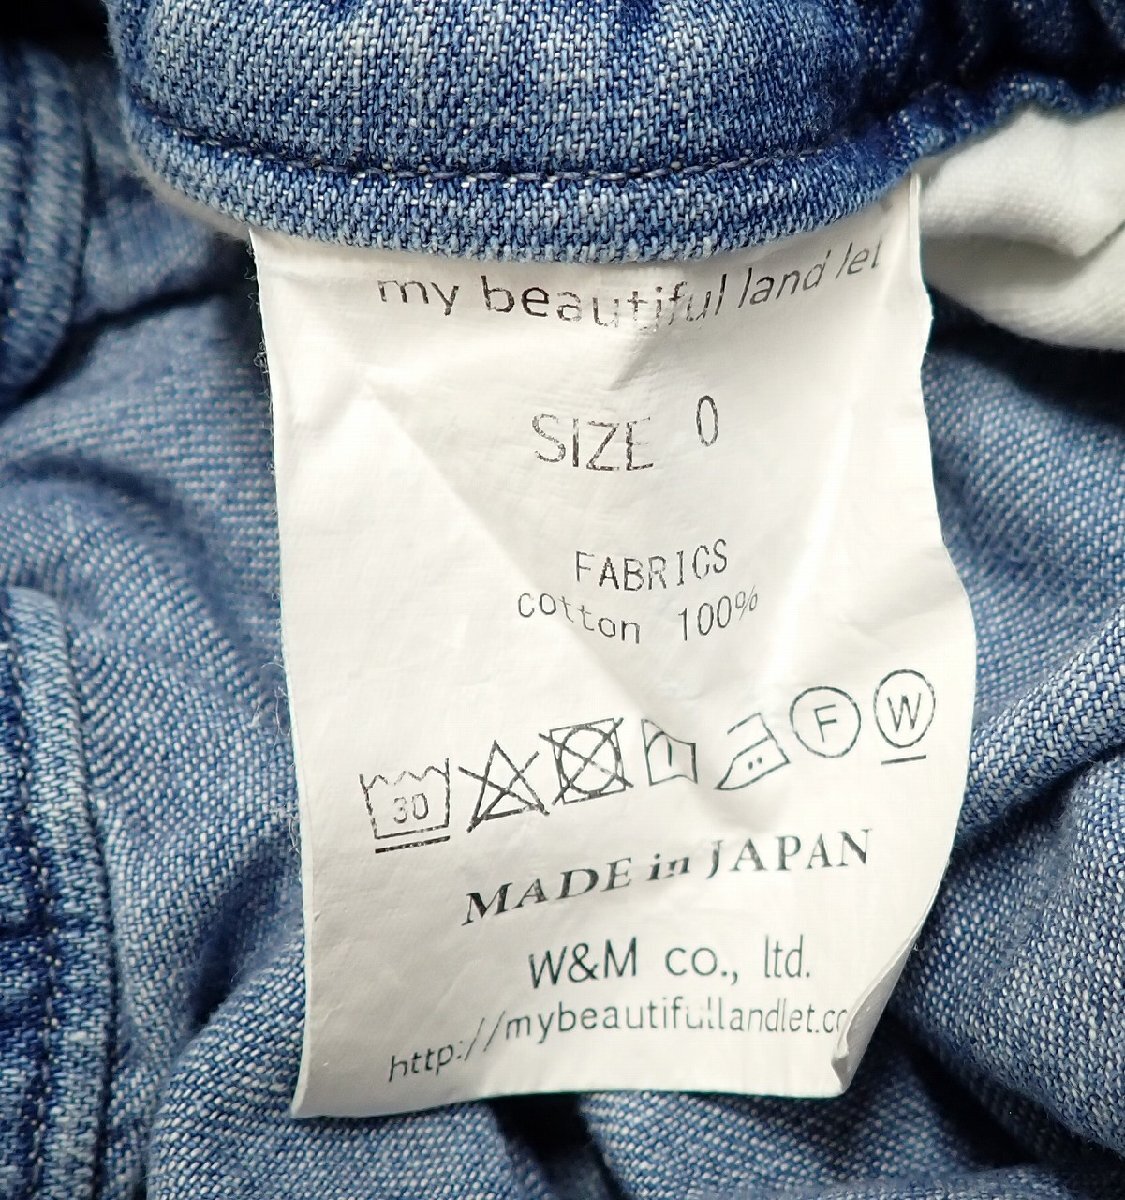 my beautiful land let
SIZE 0
FABRICS
cotton 100%
30 F W
MADE in JAPAN
W&M co., ltd.
http://mybeautifullandlet.co